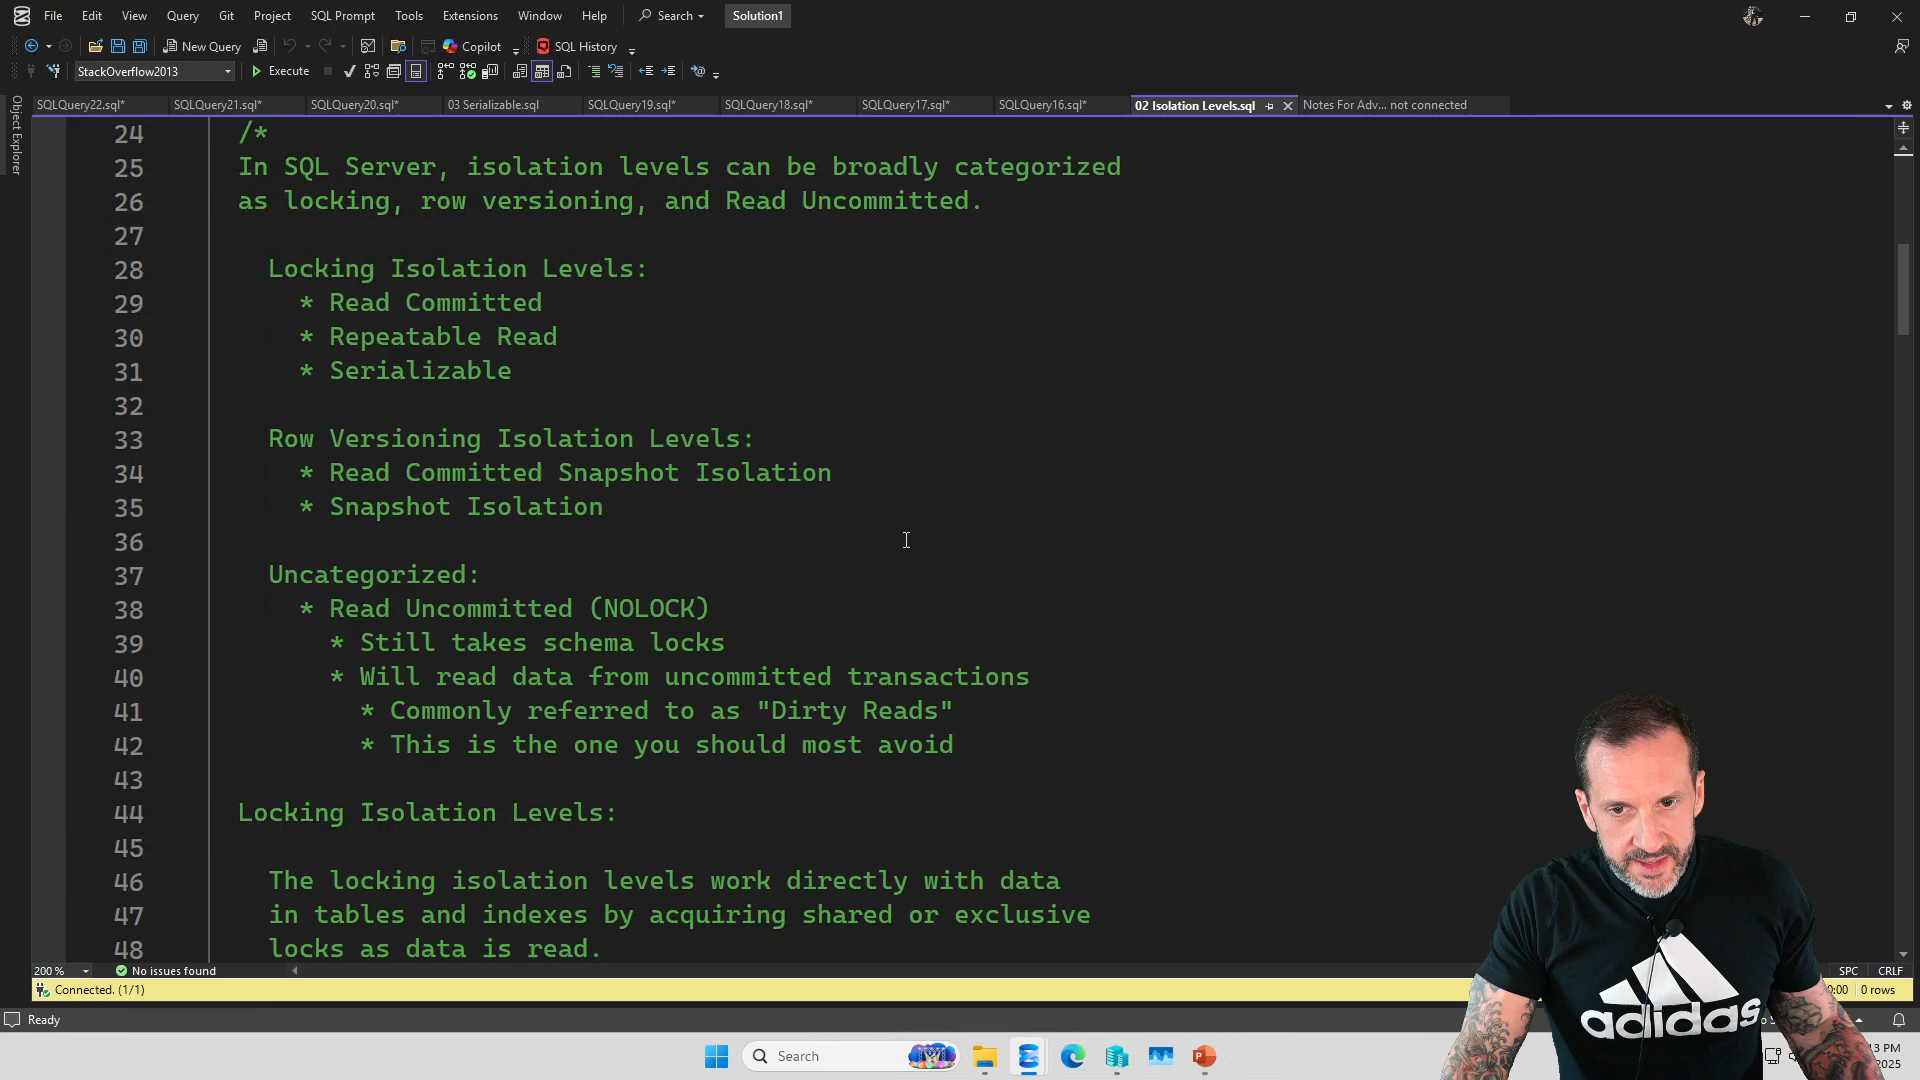 File Edit View Query Git Project SQL Prompt Tools Extensions Window Help Search Solution1
New Query Copilot SQL History
StackOverflow2013 Execute
SQLQuery22.sql* SQLQuery21.sql* SQLQuery20.sql* 03 Serializable.sql SQLQuery19.sql* SQLQuery18.sql* SQLQuery17.sql* SQLQuery16.sql* 02 Isolation Levels.sql Notes For Adv... not connected
Object Explorer
24 /*
25 In SQL Server, isolation levels can be broadly categorized
26 as locking, row versioning, and Read Uncommitted.
27
28 Locking Isolation Levels:
29 * Read Committed
30 * Repeatable Read
31 * Serializable
32
33 Row Versioning Isolation Levels:
34 * Read Committed Snapshot Isolation
35 * Snapshot Isolation
36
37 Uncategorized:
38 * Read Uncommitted (NOLOCK)
39 * Still takes schema locks
40 * Will read data from uncommitted transactions
41 * Commonly referred to as "Dirty Reads"
42 * This is the one you should most avoid
43
44 Locking Isolation Levels:
45
46 The locking isolation levels work directly with data
47 in tables and indexes by acquiring shared or exclusive
48 locks as data is read.
200 % No issues found SPC CRLF
Connected. (1/1) 0:00 0 rows
Ready
adidas
Search
13 PM
2025